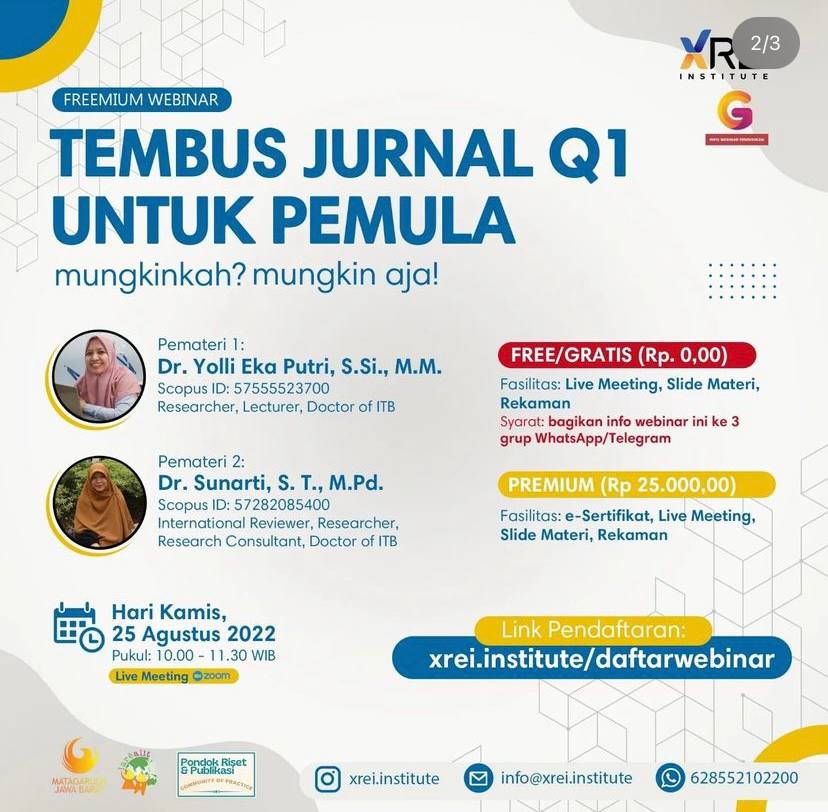 2/3
INSTITUTE
FREEMIUM WEBINAR
TEMBUS JURNAL Q1
UNTUK PEMULA
mungkinkah? mungkin aja!
Pemateri 1:
Dr. Yolli Eka Putri, S.Si., M.M.
Scopus ID: 57555523700
Researcher, Lecturer, Doctor of ITB
Pemateri 2:
Dr. Sunarti, S. T., M.Pd.
Scopus ID: 57282085400
International Reviewer, Researcher,
Research Consultant, Doctor of ITB
FREE/GRATIS (Rp. 0,00)
Fasilitas: Live Meeting, Slide Materi,
Rekaman
Syarat: bagikan info webinar ini ke 3
grup WhatsApp/Telegram
PREMIUM (Rp 25.000,00)
Fasilitas: e-Sertifikat, Live Meeting,
Slide Materi, Rekaman
Hari Kamis,
25 Agustus 2022
Pukul: 10.00 - 11.30 WIB
Live Meeting zoom
Link Pendaftaran:
xrei.institute/daftarwebinar
MATAGARUDA
JAWA BARAT
Pondok Riset
& Publikasi
COMMUNITY OF PRACTICE
xrei.institute
info@xrei.institute
628552102200